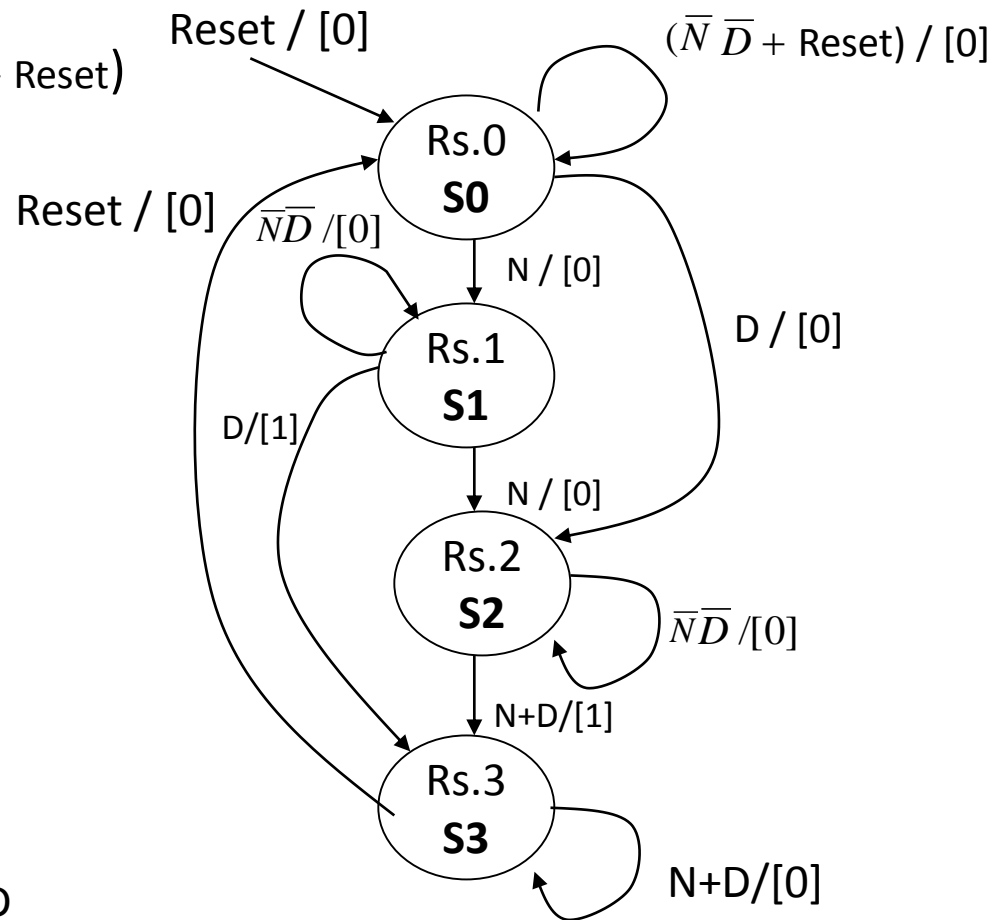 Reset / [0]
(N̅ D̅ + Reset) / [0]
Reset)
Rs.0
S0
Reset / [0]
N̅D̅ /[0]
N / [0]
D / [0]
Rs.1
S1
D/[1]
N / [0]
Rs.2
S2
N̅D̅ /[0]
N+D/[1]
Rs.3
S3
N+D/[0]